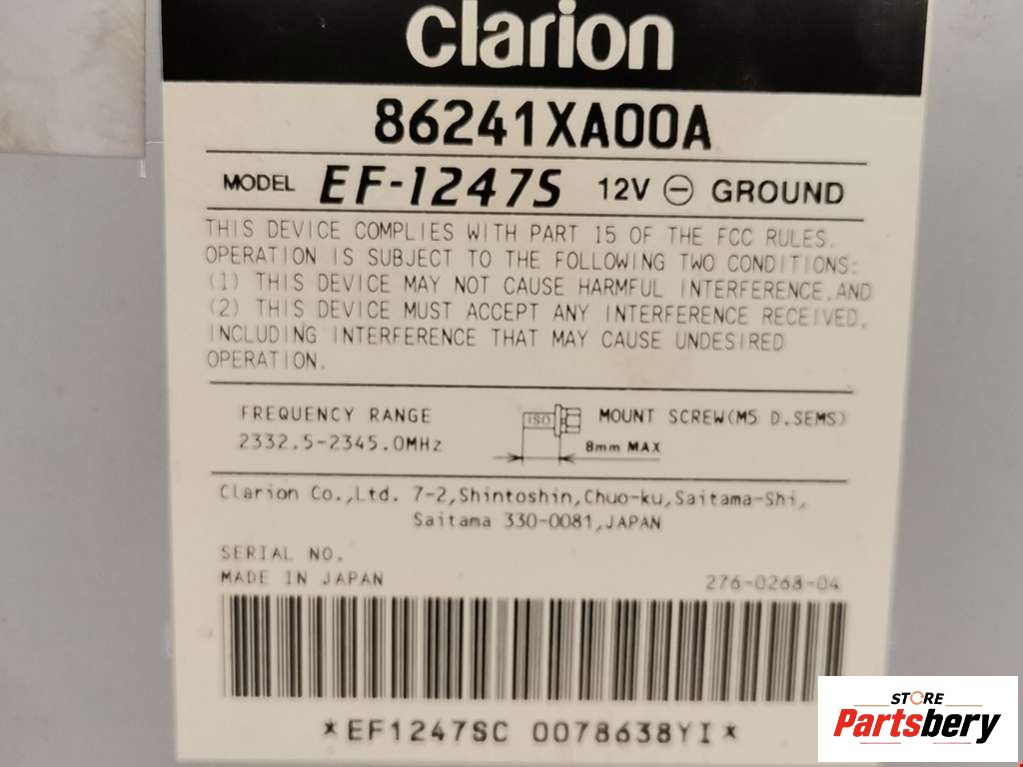 Clarion
86241XA00A
MODEL EF-1247S 12V ⊖ GROUND
THIS DEVICE COMPLIES WITH PART 15 OF THE FCC RULES.
OPERATION IS SUBJECT TO THE FOLLOWING TWO CONDITIONS:
(1) THIS DEVICE MAY NOT CAUSE HARMFUL INTERFERENCE,AND
(2) THIS DEVICE MUST ACCEPT ANY INTERFERENCE RECEIVED,
INCLUDING INTERFERENCE THAT MAY CAUSE UNDESIRED
OPERATION.
FREQUENCY RANGE
2332.5-2345.0MHz
ISO MOUNT SCREW(M5 D.SEMS)
8mm MAX
Clarion Co.,Ltd. 7-2,Shintoshin,Chuo-ku,Saitama-Shi,
Saitama 330-0081,JAPAN
SERIAL NO.
MADE IN JAPAN 276-0268-04
*EF1247SC 0078638YI*
STORE
Partsbery